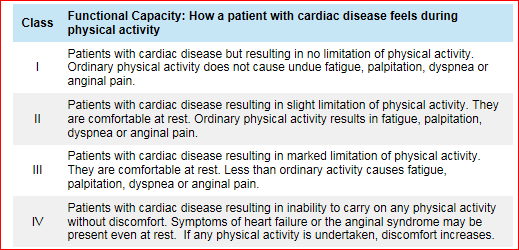 Class Functional Capacity: How a patient with cardiac disease feels during
physical activity
I Patients with cardiac disease but resulting in no limitation of physical activity.
Ordinary physical activity does not cause undue fatigue, palpitation, dyspnea or
anginal pain.
II Patients with cardiac disease resulting in slight limitation of physical activity. They
are comfortable at rest. Ordinary physical activity results in fatigue, palpitation,
dyspnea or anginal pain.
III Patients with cardiac disease resulting in marked limitation of physical activity.
They are comfortable at rest. Less than ordinary activity causes fatigue,
palpitation, dyspnea or anginal pain.
IV Patients with cardiac disease resulting in inability to carry on any physical activity
without discomfort. Symptoms of heart failure or the anginal syndrome may be
present even at rest. If any physical activity is undertaken, discomfort increases.